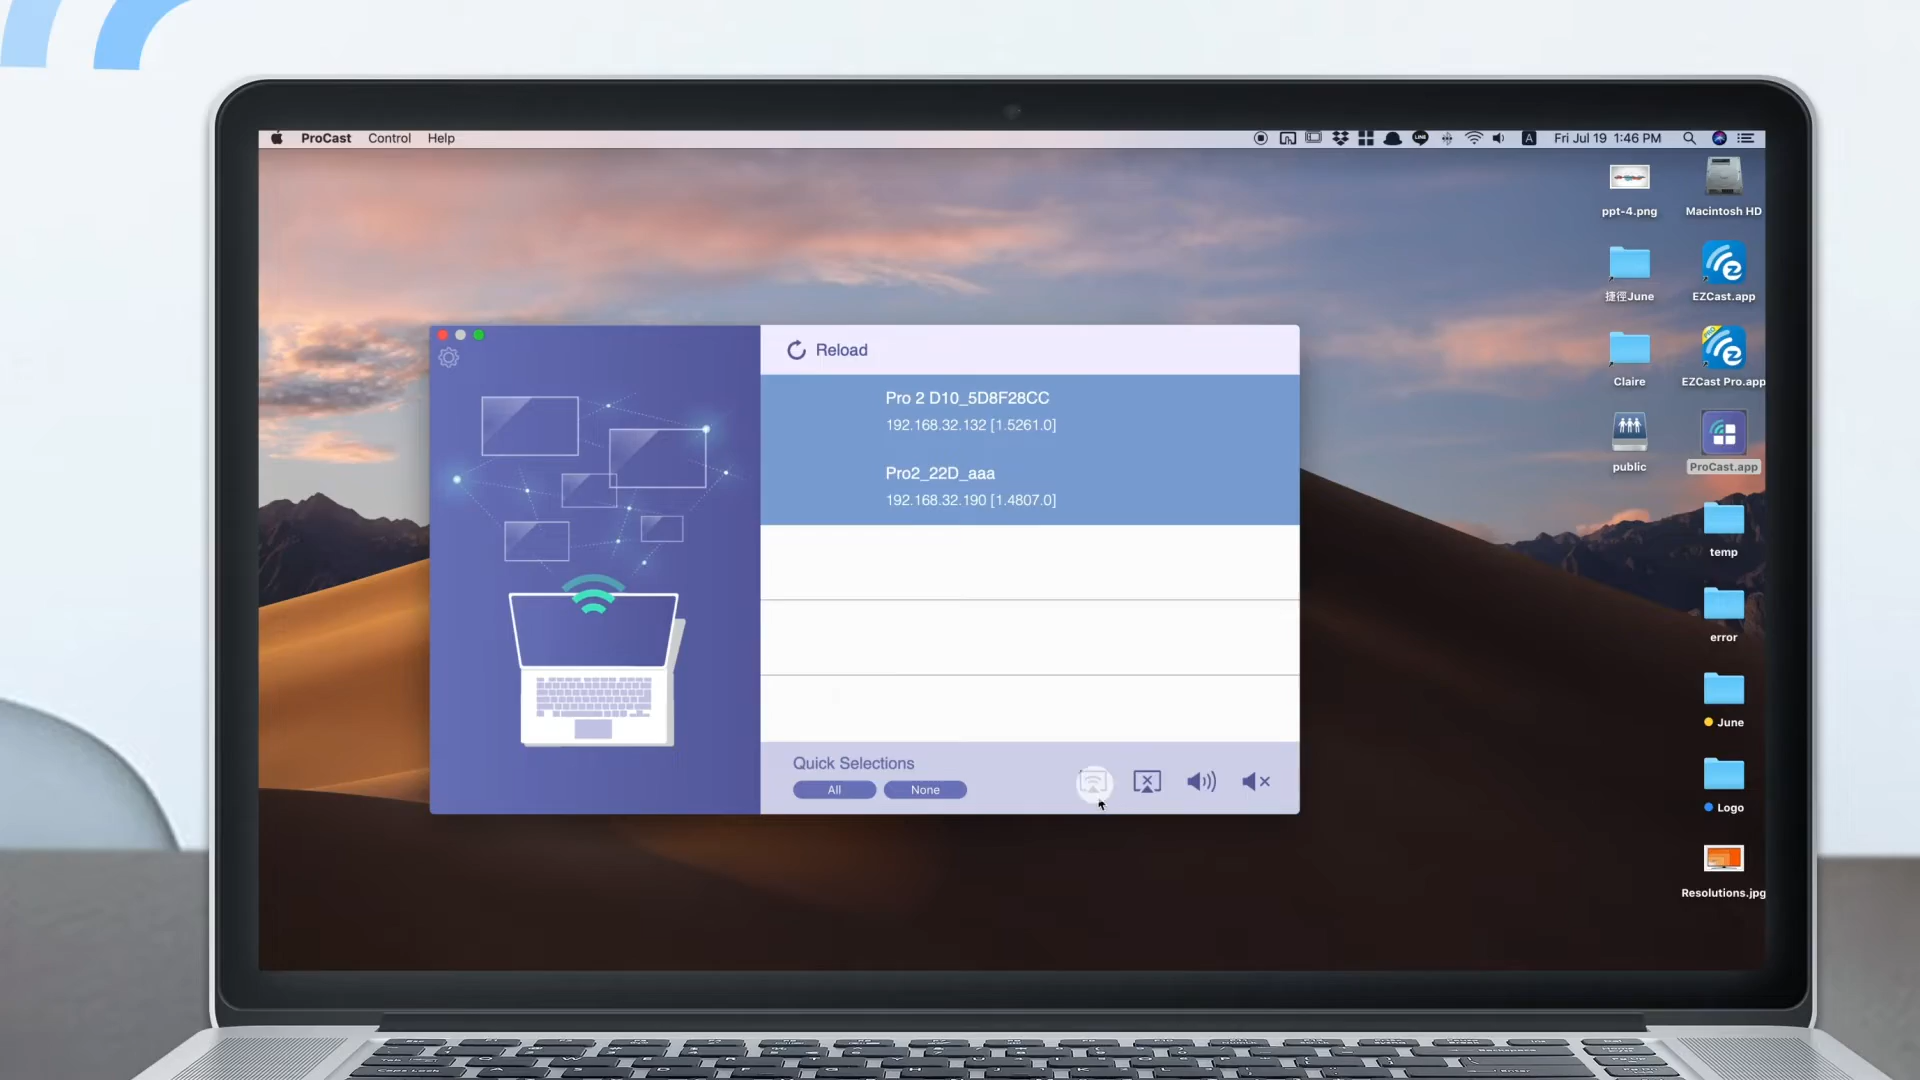 ProCast Control Help
LINE A Fri Jul 19 1:46 PM
ppt-4.png
Macintosh HD
捷徑June
EZCast.app
Claire
EZCast Pro.app
public
ProCast.app
temp
error
June
Logo
Resolutions.jpg
Reload
Pro 2 D10_5D8F28CC
192.168.32.132 [1.5261.0]
Pro2_22D_aaa
192.168.32.190 [1.4807.0]
Quick Selections
All None